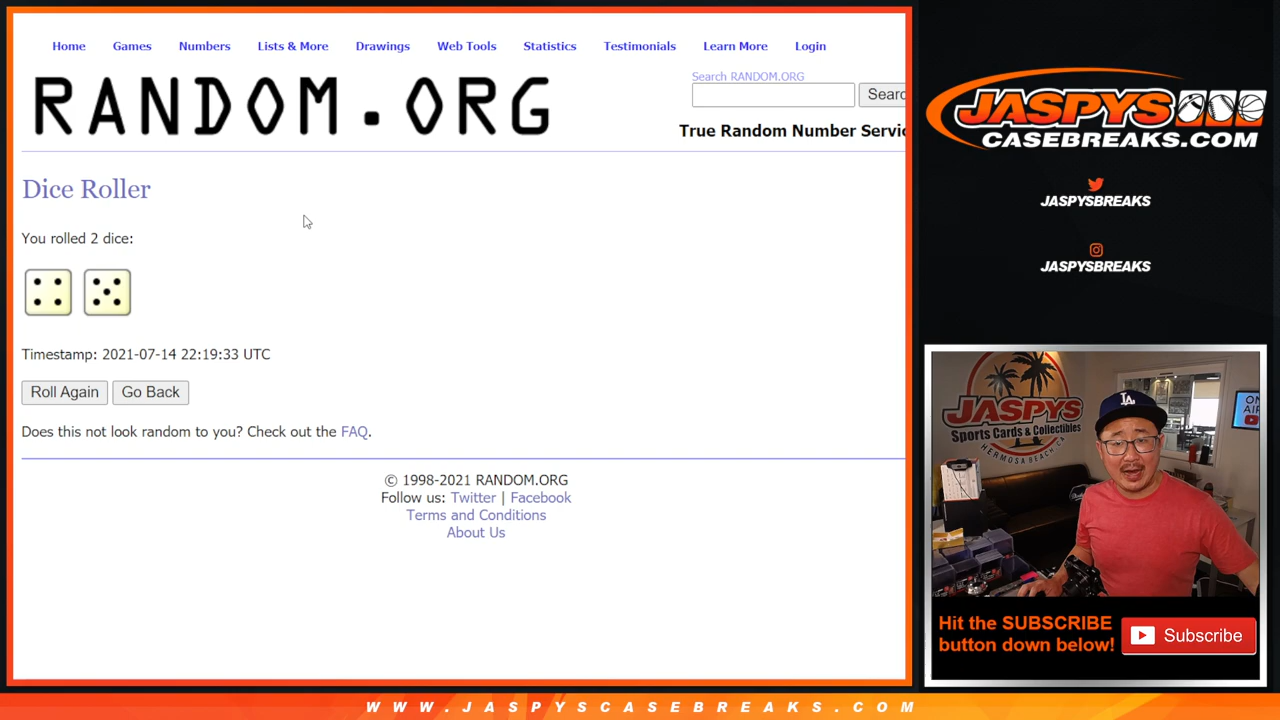 Home Games Numbers Lists & More Drawings Web Tools Statistics Testimonials Learn More Login
Search RANDOM.ORG
RANDOM.ORG
Searc
True Random Number Servic
Dice Roller
You rolled 2 dice:
Timestamp: 2021-07-14 22:19:33 UTC
Roll Again Go Back
Does this not look random to you? Check out the FAQ.
© 1998-2021 RANDOM.ORG
Follow us: Twitter | Facebook
Terms and Conditions
About Us
JASPYS
CASEBREAKS.COM
JASPYSBREAKS
JASPYSBREAKS
JASPYS
Sports Cards & Collectibles
HERMOSA BEACH, CA
LA
ON
AIR
Hit the SUBSCRIBE
button down below!
Subscribe
WWW.JASPYSCASEBREAKS.COM